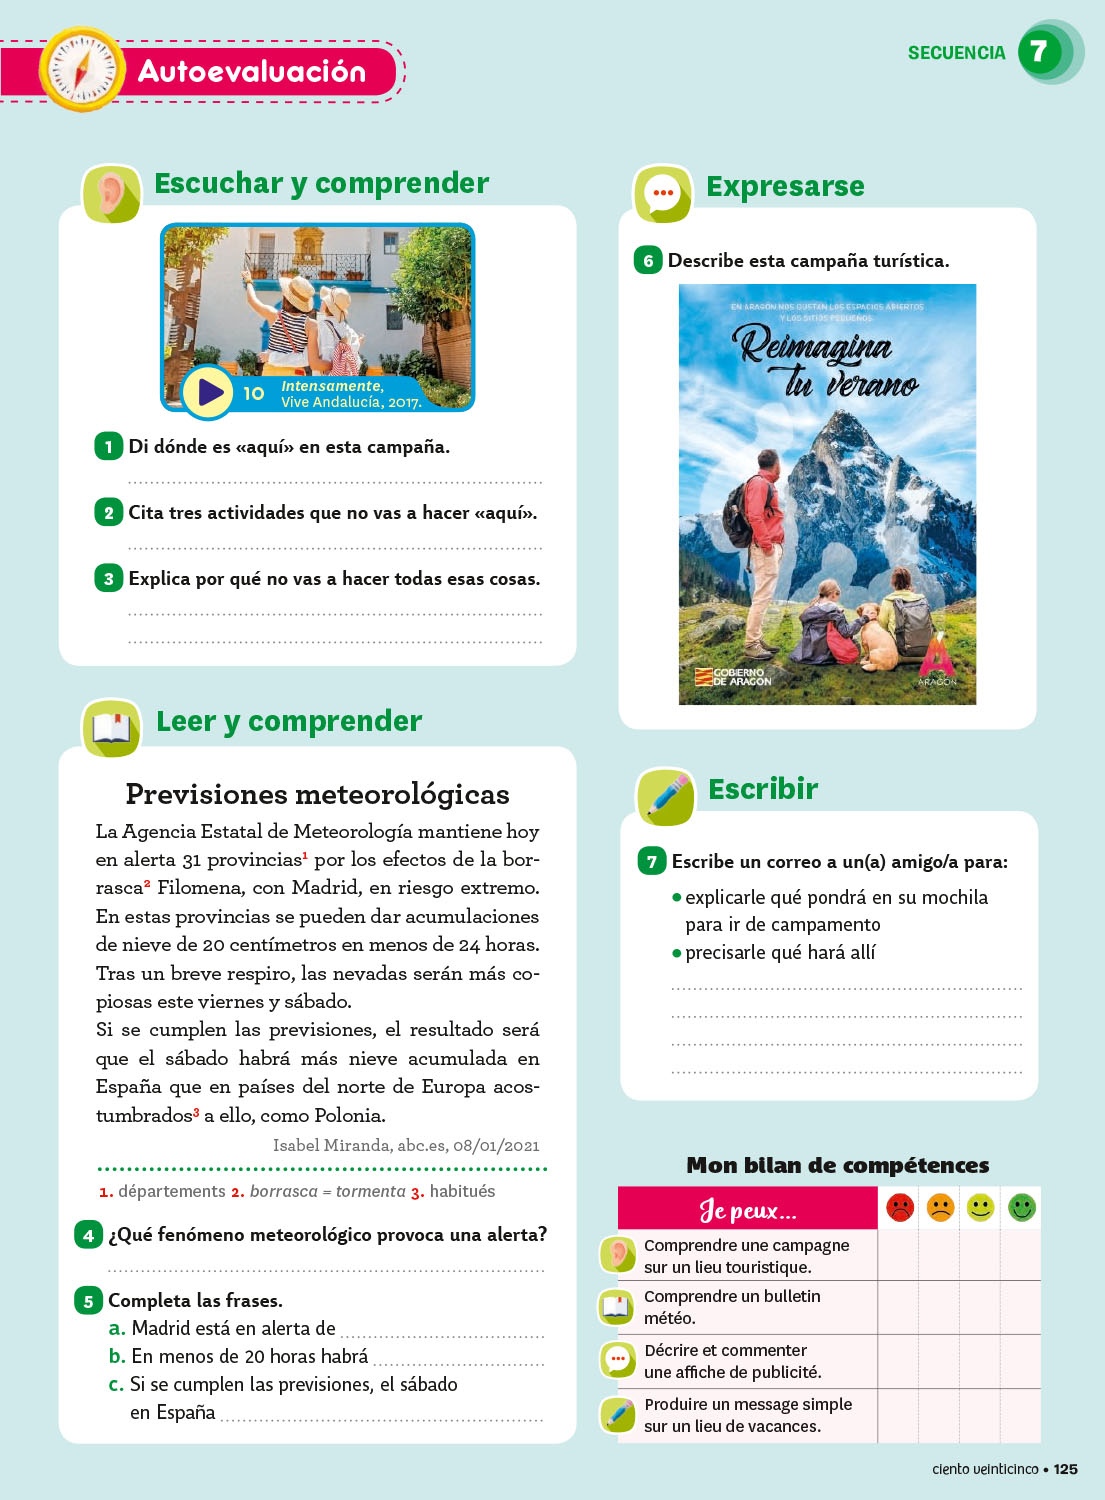 Autoevaluación
SECUENCIA 7
Escuchar y comprender
10 Intensamente,
Vive Andalucía, 2017.
1 Di dónde es «aquí» en esta campaña.
2 Cita tres actividades que no vas a hacer «aquí».
3 Explica por qué no vas a hacer todas esas cosas.
Leer y comprender
Previsiones meteorológicas
La Agencia Estatal de Meteorología mantiene hoy
en alerta 31 provincias1 por los efectos de la bor-
rasca2 Filomena, con Madrid, en riesgo extremo.
En estas provincias se pueden dar acumulaciones
de nieve de 20 centímetros en menos de 24 horas.
Tras un breve respiro, las nevadas serán más co-
piosas este viernes y sábado.
Si se cumplen las previsiones, el resultado será
que el sábado habrá más nieve acumulada en
España que en países del norte de Europa acos-
tumbrados3 a ello, como Polonia.
Isabel Miranda, abc.es, 08/01/2021
1. départements 2. borrasca = tormenta 3. habitués
4 ¿Qué fenómeno meteorológico provoca una alerta?
5 Completa las frases.
a. Madrid está en alerta de
b. En menos de 20 horas habrá
c. Si se cumplen las previsiones, el sábado
en España
Expresarse
6 Describe esta campaña turística.
EN ARAGÓN NOS GUSTAN LOS ESPACIOS ABIERTOS
Y LOS SITIOS PEQUEÑOS
Reimagina
tu verano
GOBIERNO
DE ARAGON
ARAGÓN
Escribir
7 Escribe un correo a un(a) amigo/a para:
• explicarle qué pondrá en su mochila
para ir de campamento
• precisarle qué hará allí
Mon bilan de compétences
Je peux...
Comprendre une campagne
sur un lieu touristique.
Comprendre un bulletin
météo.
Décrire et commenter
une affiche de publicité.
Produire un message simple
sur un lieu de vacances.
ciento veinticinco • 125